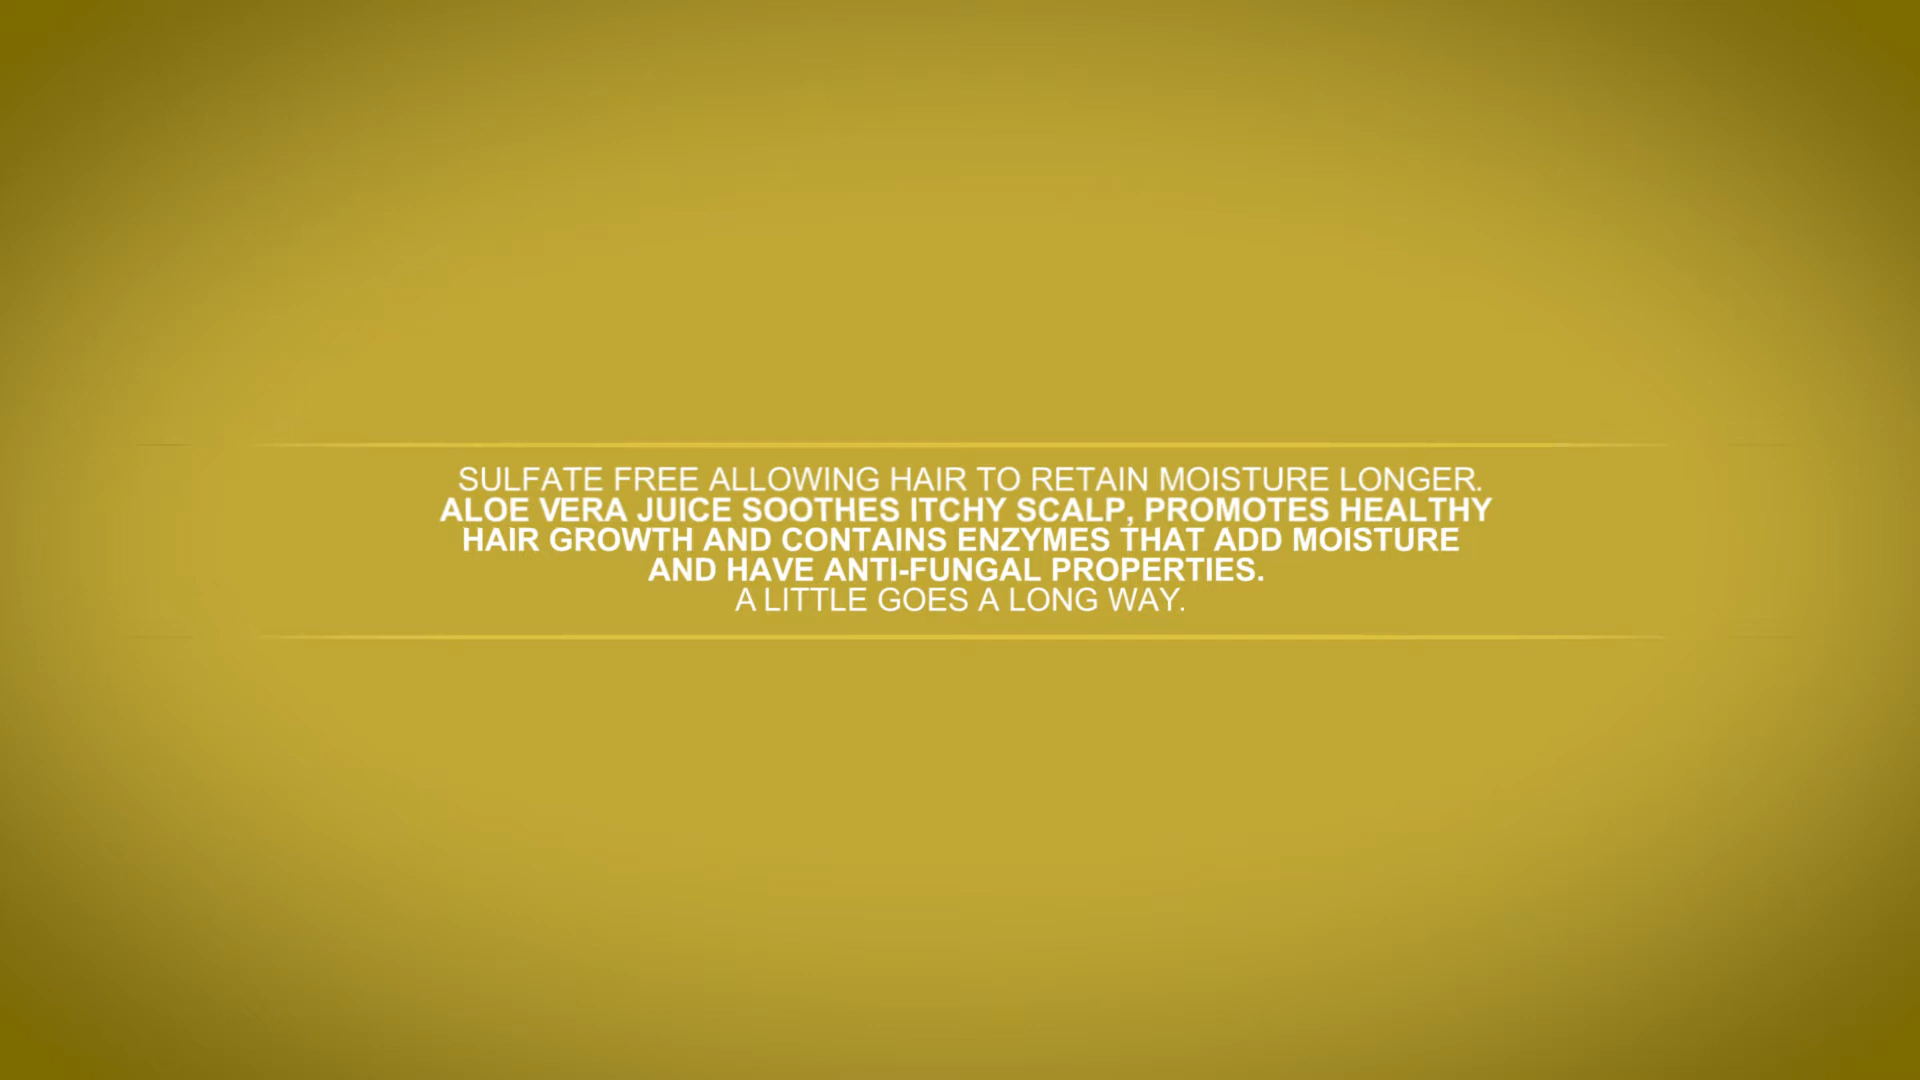 SULFATE FREE ALLOWING HAIR TO RETAIN MOISTURE LONGER.
ALOE VERA JUICE SOOTHES ITCHY SCALP, PROMOTES HEALTHY
HAIR GROWTH AND CONTAINS ENZYMES THAT ADD MOISTURE
AND HAVE ANTI-FUNGAL PROPERTIES.
A LITTLE GOES A LONG WAY.